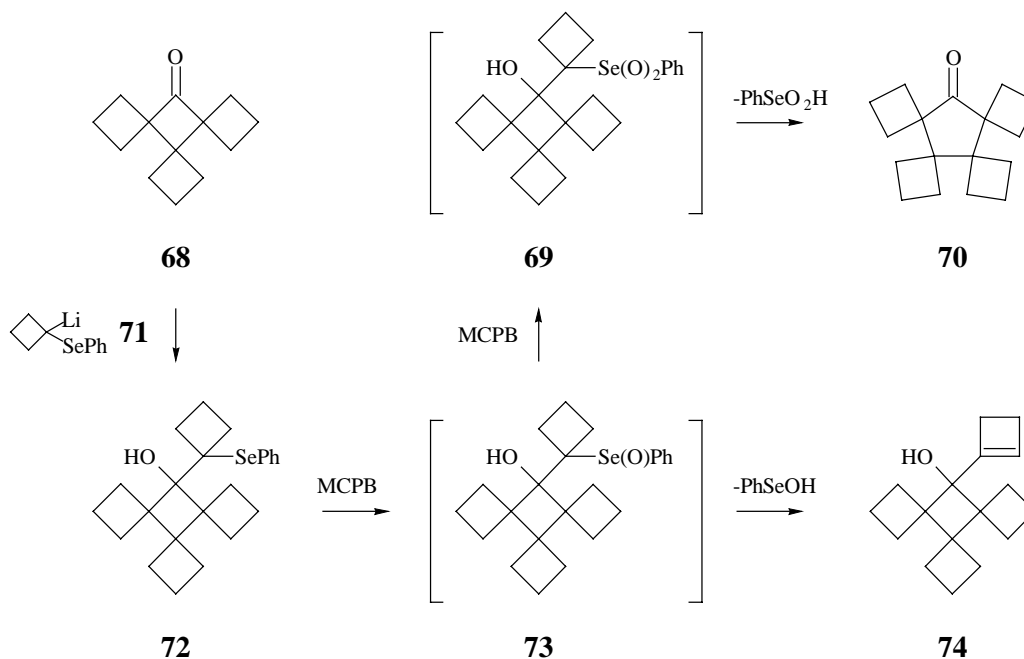 O
HO
Se(O)2Ph
-PhSeO2H
O
68
69
70
Li
SePh
71
MCPB
HO
SePh
MCPB
HO
Se(O)Ph
-PhSeOH
HO
72
73
74